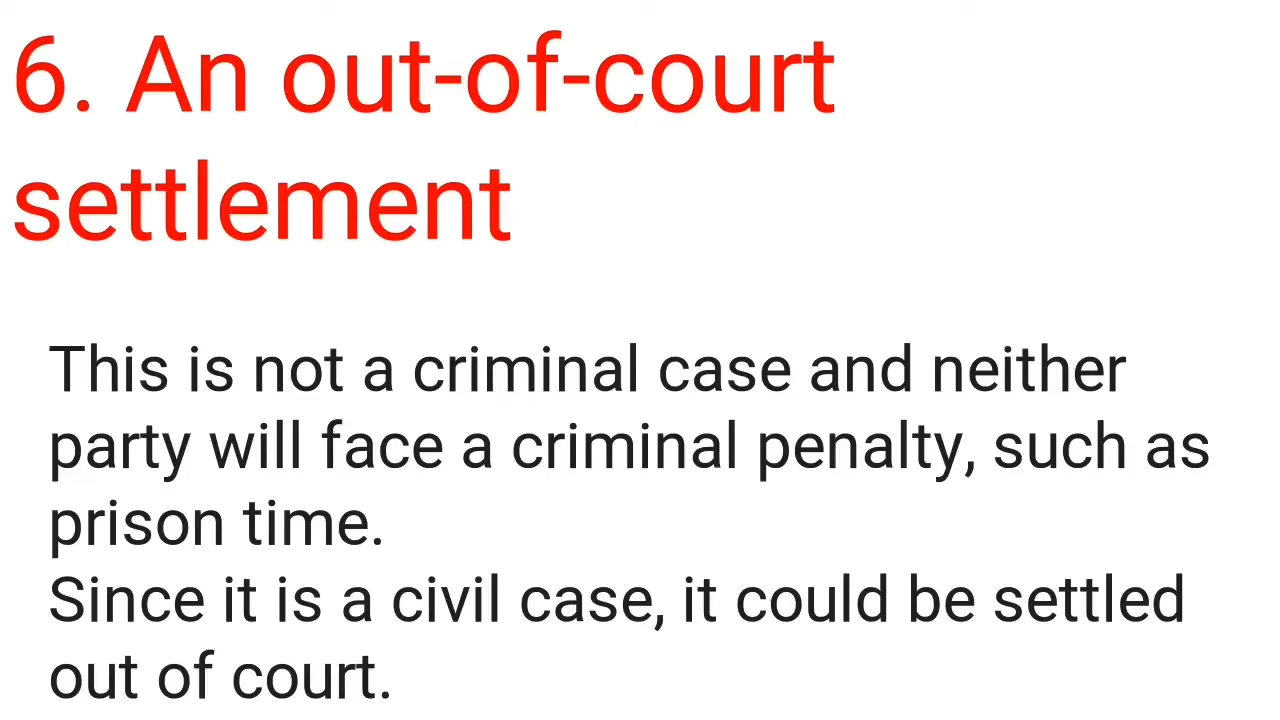 6. An out-of-court
settlement
This is not a criminal case and neither
party will face a criminal penalty, such as
prison time.
Since it is a civil case, it could be settled
out of court.